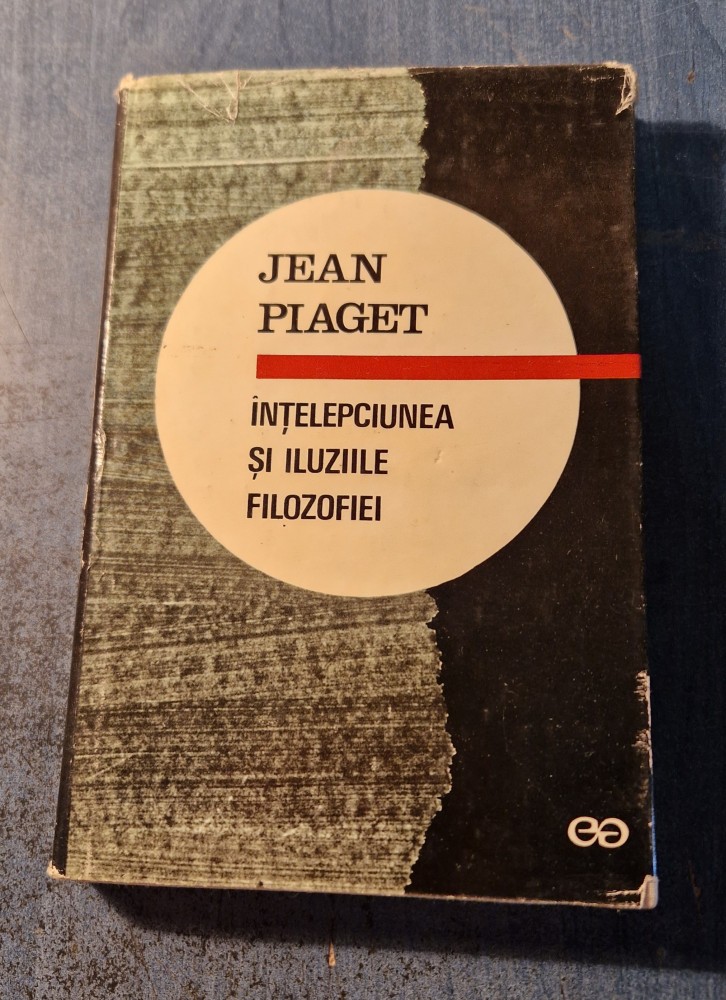 JEAN
PIAGET
ÎNȚELEPCIUNEA
ȘI ILUZIILE
FILOZOFIEI